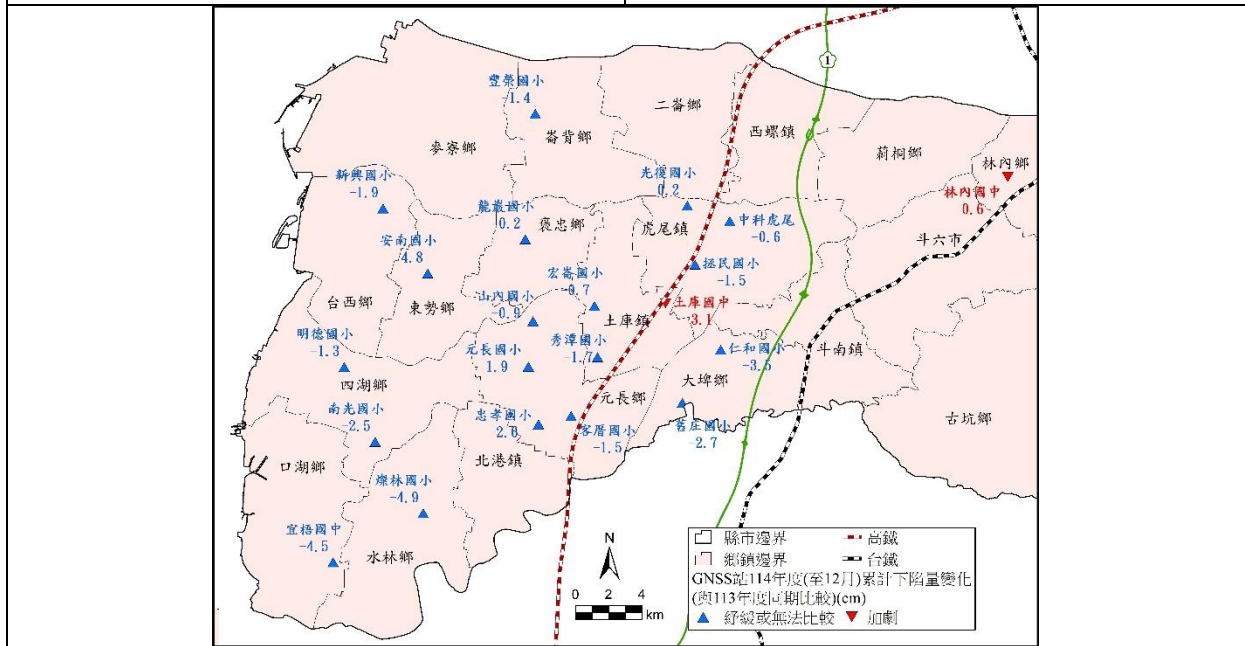 1
豐榮國小
-1.4
二崙鄉
崙背鄉
西螺鎮
麥寮鄉
莿桐鄉
林內鄉
林內國中
0.6
新興國小
-1.9
光復國小
0.2
龍巖國小
0.2
褒忠鄉
虎尾鎮
中科虎尾
-0.6
斗六市
安南國小
4.8
宏崙國小
-0.7
拯民國小
-1.5
台西鄉
東勢鄉
山內國小
-0.9
土庫鎮
土庫國中
3.1
明德國小
-1.3
元長國小
1.9
秀潭國小
-1.7
仁和國小
-3.5
斗南鎮
四湖鄉
大埤鄉
元長鄉
南光國小
-2.5
忠孝國小
客厝國小
-1.5
舊庄國小
-2.7
古坑鄉
口湖鄉
北港鎮
燦林國小
-4.9
宜梧國中
-4.5
水林鄉
N
0 2 4
km
縣市邊界
高鐵
鄉鎮邊界
台鐵
GNSS站114年度(至12月)累計下陷量變化
(與113年度同期比較)(cm)
紓緩或無法比較
加劇